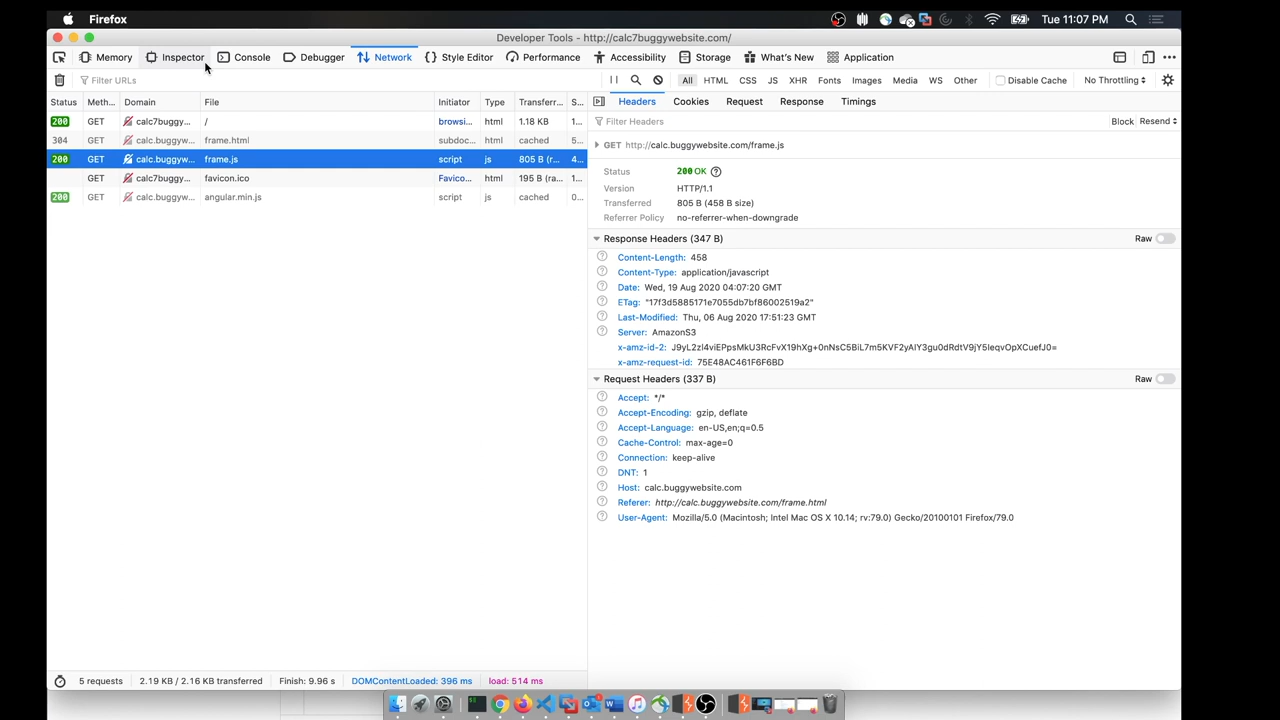 Firefox
Tue 11:07 PM
Developer Tools - http://calc7buggywebsite.com/
Memory Inspector Console Debugger Network Style Editor Performance Accessibility Storage What's New Application
Filter URLs
All HTML CSS JS XHR Fonts Images Media WS Other Disable Cache No Throttling
Status Meth... Domain File Initiator Type Transferr... S...
Headers Cookies Request Response Timings
200 GET calc7buggy... / browsi... html 1.18 KB 1...
Filter Headers Block Resend
304 GET calc.buggyw... frame.html subdoc... html cached 5...
GET http://calc.buggywebsite.com/frame.js
200 GET calc.buggyw... frame.js script js 805 B (r... 4...
Status 200 OK
GET calc7buggy... favicon.ico Favico... html 195 B (ra... 1...
Version HTTP/1.1
200 GET calc.buggyw... angular.min.js script js cached 0...
Transferred 805 B (458 B size)
Referrer Policy no-referrer-when-downgrade
Response Headers (347 B) Raw
Content-Length: 458
Content-Type: application/javascript
Date: Wed, 19 Aug 2020 04:07:20 GMT
ETag: "17f3d5885171e7055db7bf86002519a2"
Last-Modified: Thu, 06 Aug 2020 17:51:23 GMT
Server: AmazonS3
x-amz-id-2: J9yL2zl4viEPpsMkU3RcFvX19hXg+0nNsC5BiL7m5KVF2yAlY3gu0dRdtV9jY5IeqvOpXCuefJ0=
x-amz-request-id: 75E48AC461F6F6BD
Request Headers (337 B) Raw
Accept: */*
Accept-Encoding: gzip, deflate
Accept-Language: en-US,en;q=0.5
Cache-Control: max-age=0
Connection: keep-alive
DNT: 1
Host: calc.buggywebsite.com
Referer: http://calc.buggywebsite.com/frame.html
User-Agent: Mozilla/5.0 (Macintosh; Intel Mac OS X 10.14; rv:79.0) Gecko/20100101 Firefox/79.0
5 requests 2.19 KB / 2.16 KB transferred Finish: 9.96 s DOMContentLoaded: 396 ms load: 514 ms